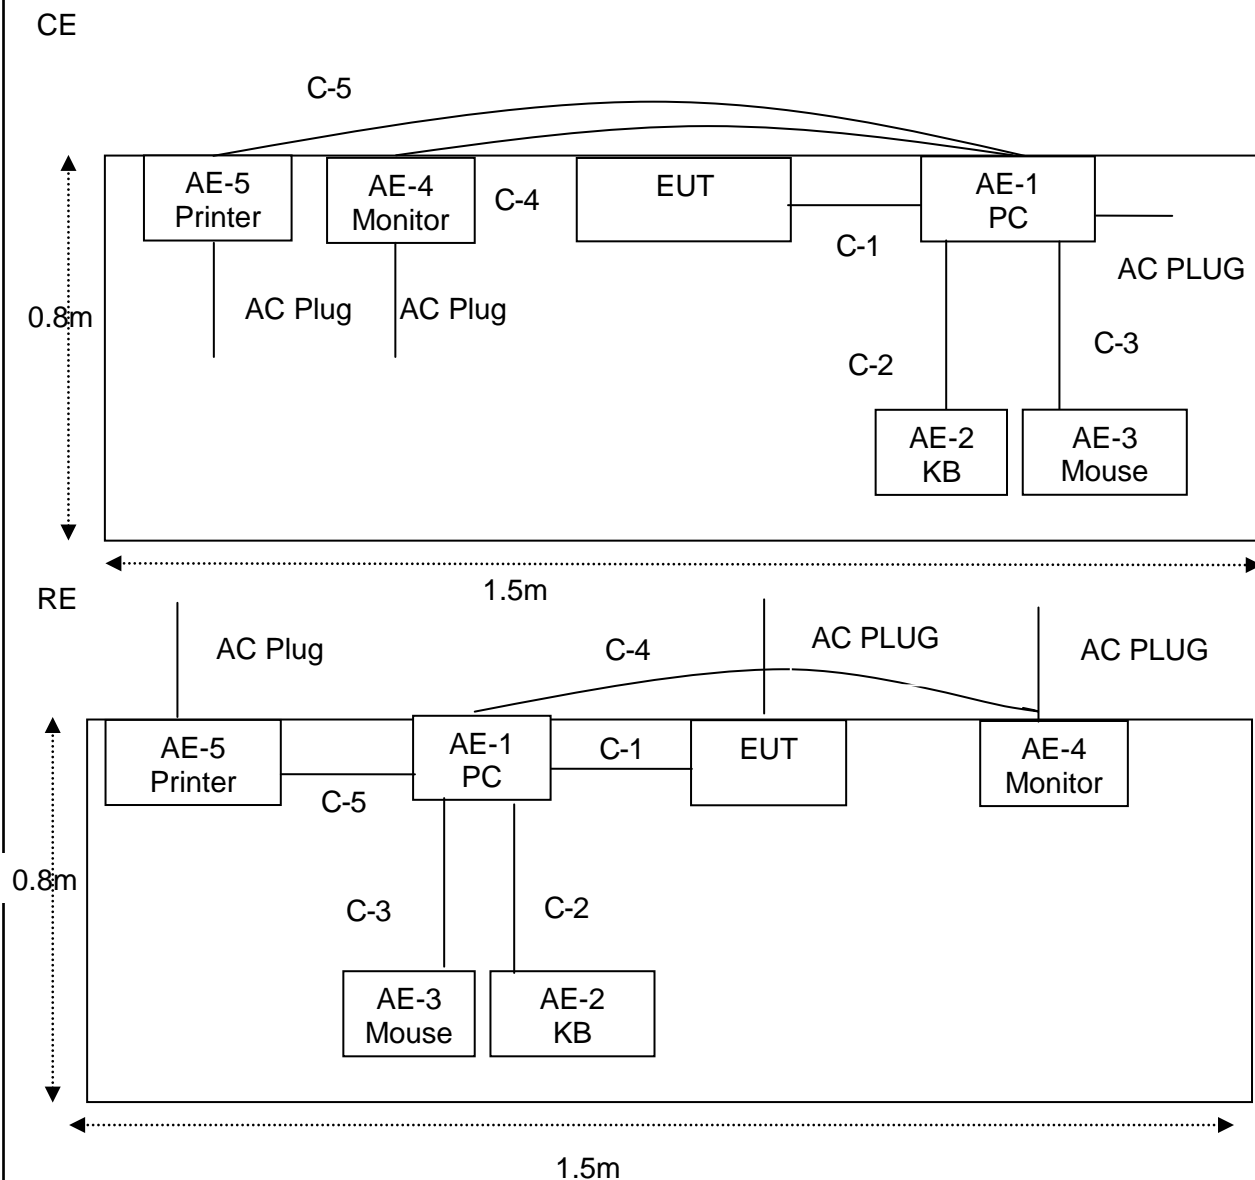 CE
C-5
AE-5
Printer
AE-4
Monitor
C-4
EUT
AE-1
PC
C-1
AC PLUG
0.8m
AC Plug
AC Plug
C-2
C-3
AE-2
KB
AE-3
Mouse
1.5m
RE
AC Plug
C-4
AC PLUG
AC PLUG
AE-5
Printer
AE-1
PC
C-1
EUT
AE-4
Monitor
C-5
0.8m
C-3
C-2
AE-3
Mouse
AE-2
KB
1.5m